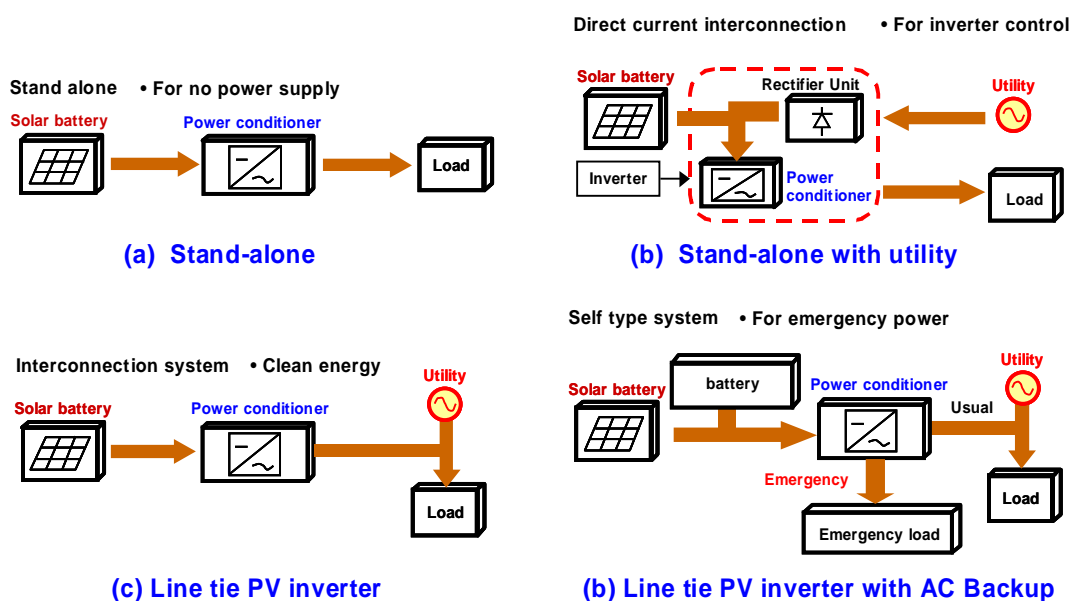 Stand alone • For no power supply
Solar battery
Power conditioner
Load
(a) Stand-alone
Direct current interconnection • For inverter control
Solar battery
Rectifier Unit
Utility
Inverter
Power
conditioner
Load
(b) Stand-alone with utility
Interconnection system • Clean energy
Utility
Solar battery
Power conditioner
Load
(c) Line tie PV inverter
Self type system • For emergency power
Utility
Solar battery
battery
Power conditioner
Usual
Emergency
Load
Emergency load
(b) Line tie PV inverter with AC Backup